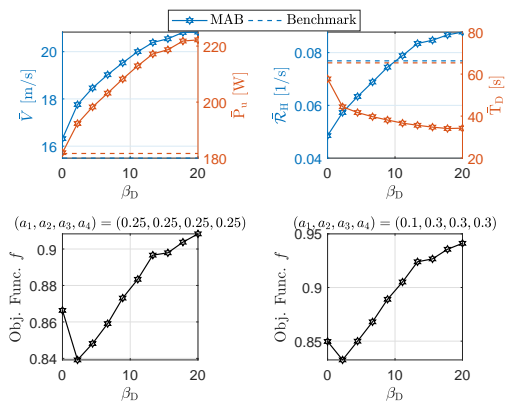 MAB Benchmark
20 18 16
V̄ [m/s]
220 200 180
P̄u [W]
0 10 20
βD
0.08 0.06 0.04
R̄H [1/s]
80 60 40 20
T̄D [s]
0 10 20
βD
(a1, a2, a3, a4) = (0.25, 0.25, 0.25, 0.25)
0.9 0.88 0.86 0.84
Obj. Func. f
0 10 20
βD
(a1, a2, a3, a4) = (0.1, 0.3, 0.3, 0.3)
0.95 0.9 0.85
Obj. Func. f
0 10 20
βD